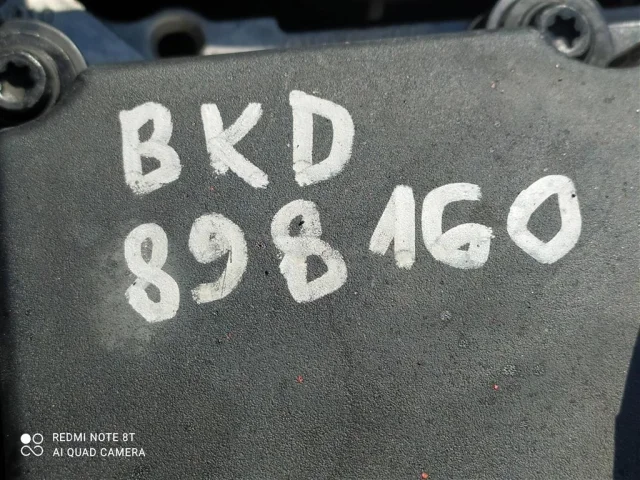 BKD
898160
REDMI NOTE 8T
AI QUAD CAMERA